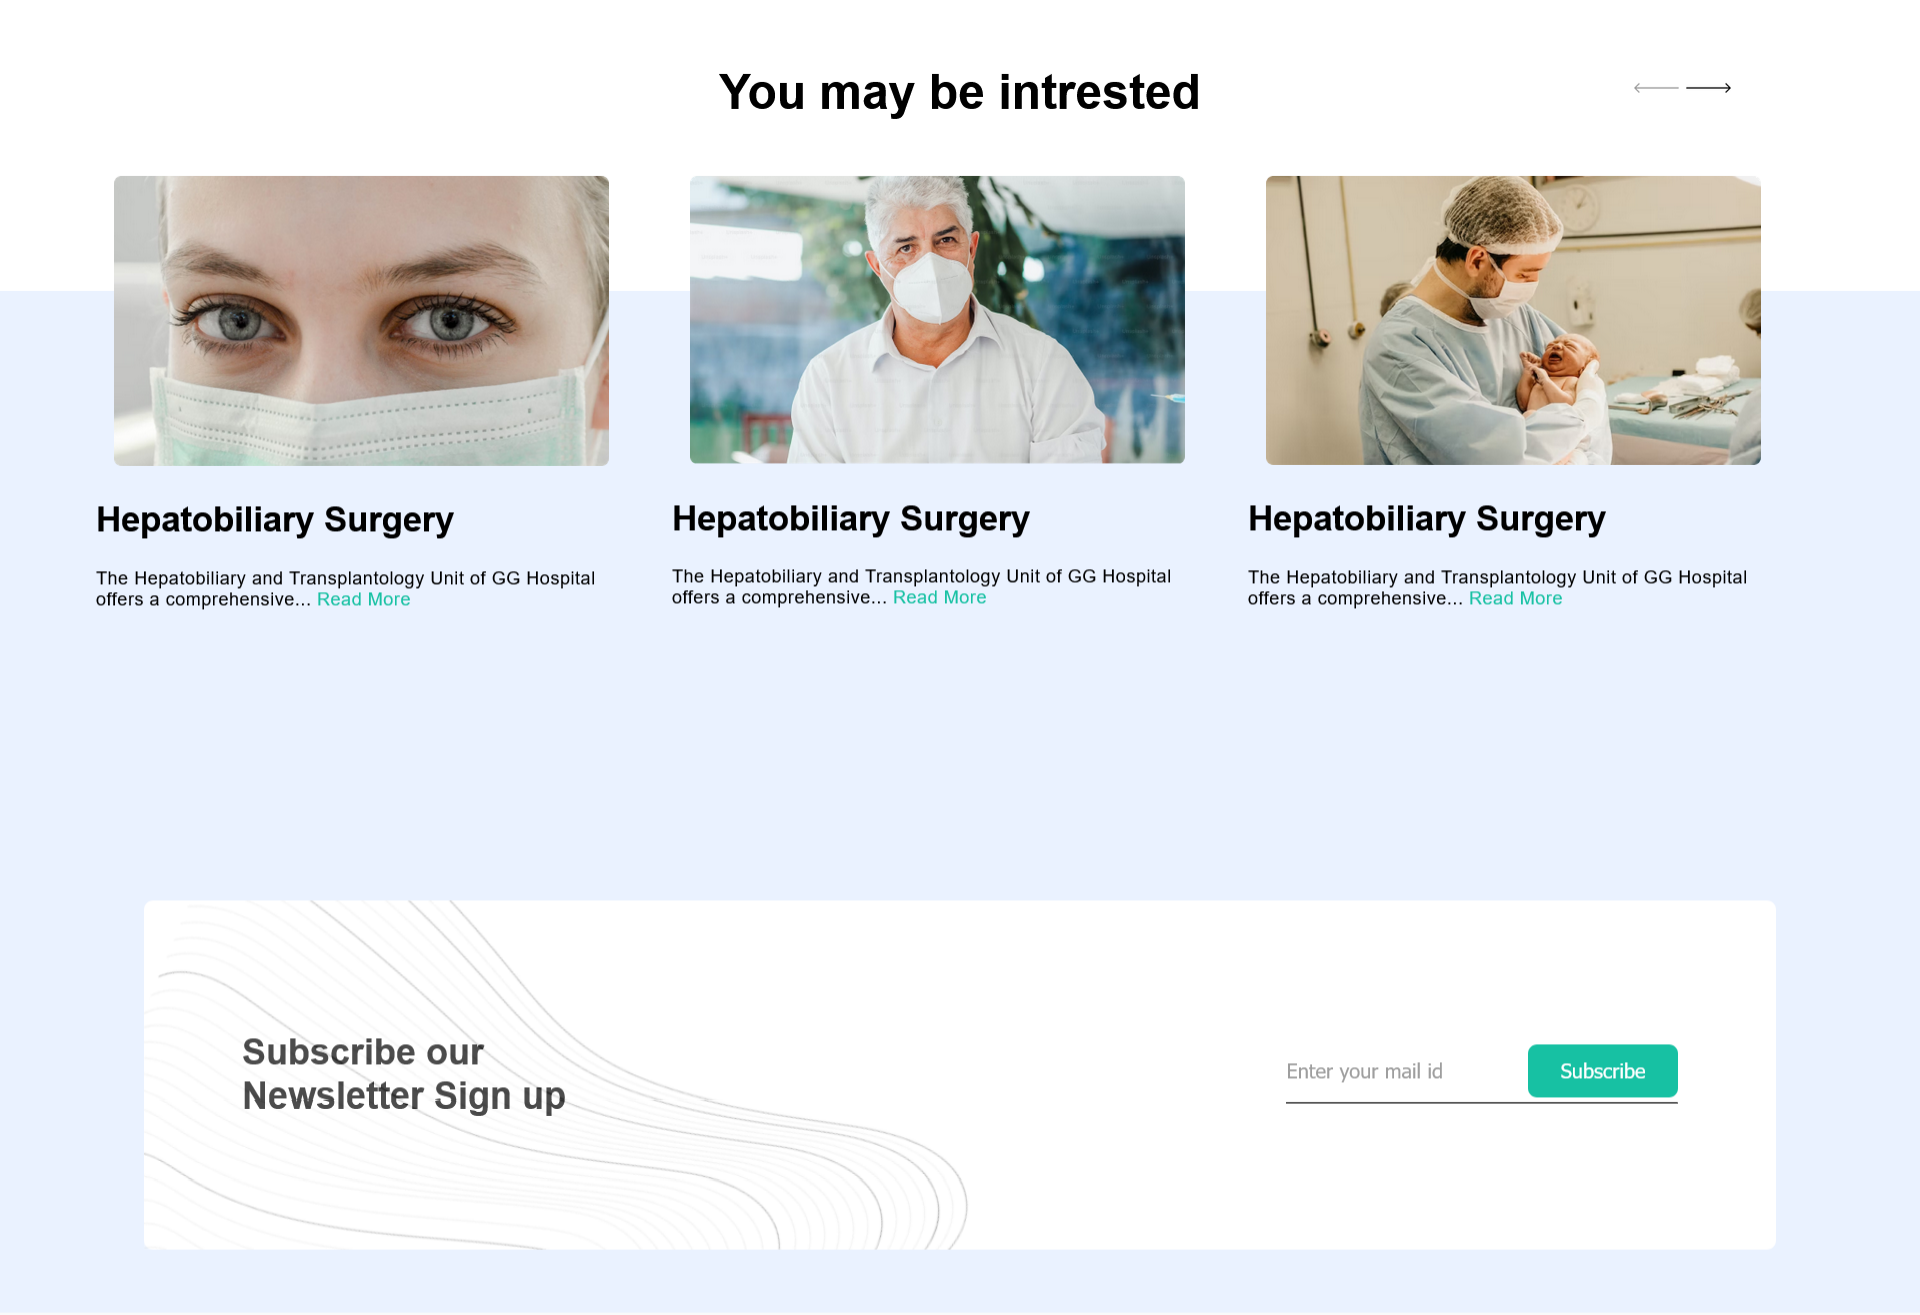 You may be intrested
Hepatobiliary Surgery
The Hepatobiliary and Transplantology Unit of GG Hospital
offers a comprehensive... Read More
Hepatobiliary Surgery
The Hepatobiliary and Transplantology Unit of GG Hospital
offers a comprehensive... Read More
Hepatobiliary Surgery
The Hepatobiliary and Transplantology Unit of GG Hospital
offers a comprehensive... Read More
Subscribe our
Newsletter Sign up
Enter your mail id
Subscribe